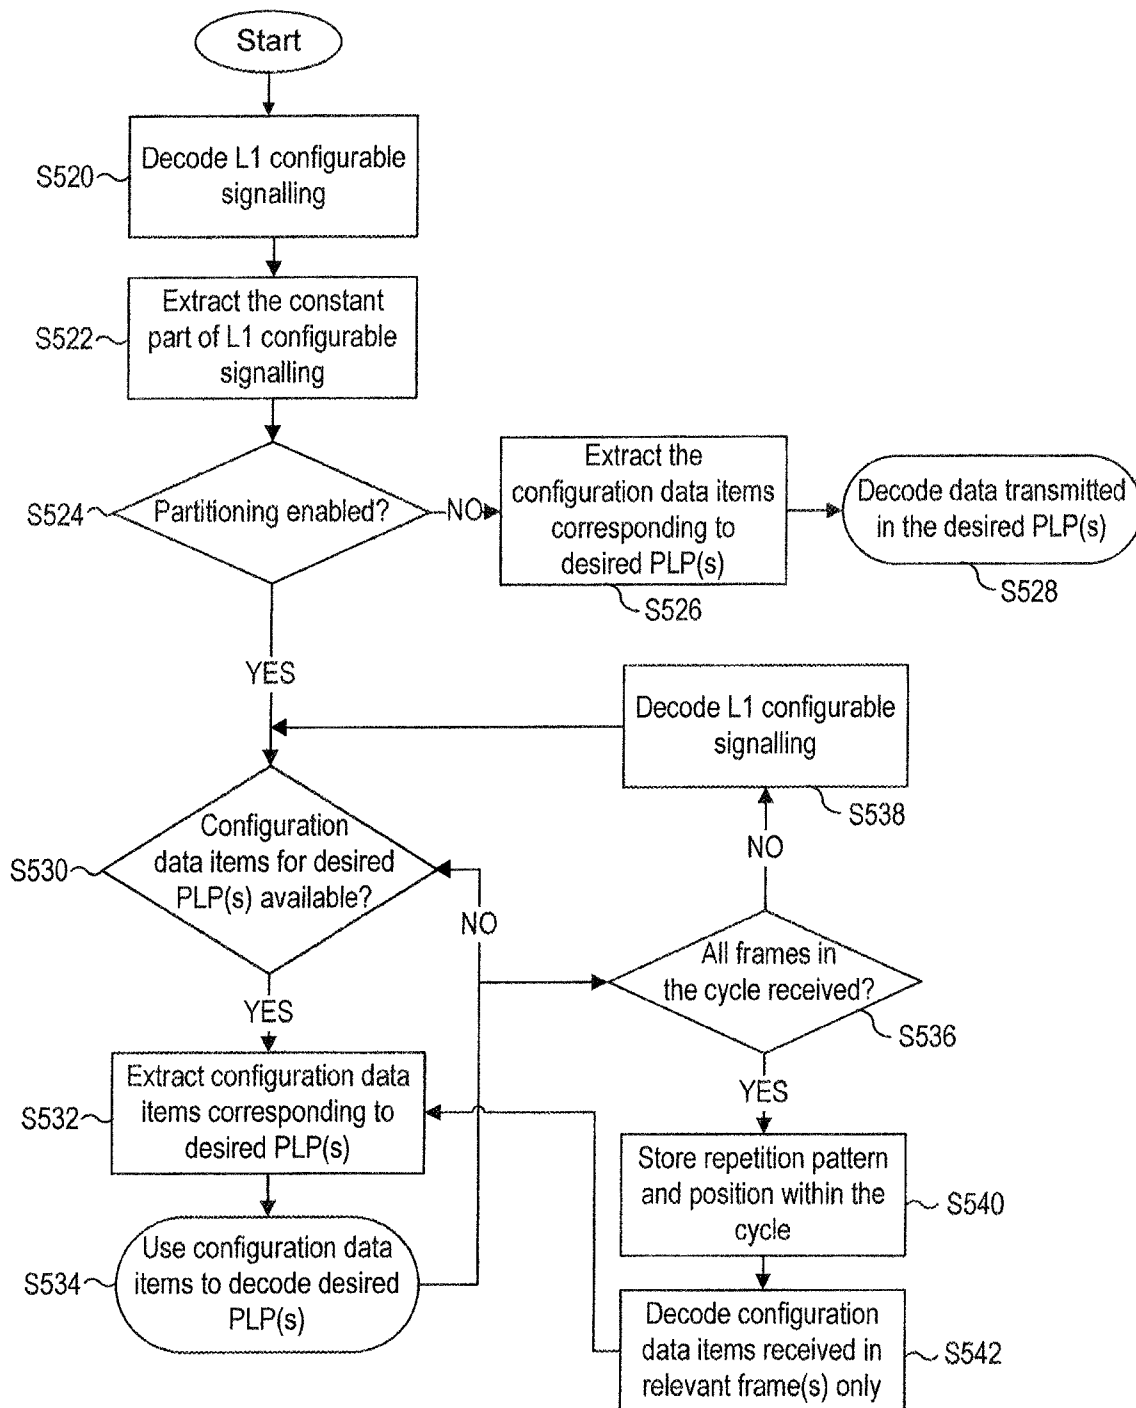 Start
Decode L1 configurable
signalling
S520
Extract the constant
part of L1 configurable
signalling
S522
Partitioning enabled?
S524
NO
Extract the
configuration data items
corresponding to
desired PLP(s)
S526
Decode data transmitted
in the desired PLP(s)
S528
YES
Decode L1 configurable
signalling
S538
Configuration
data items for desired
PLP(s) available?
S530
NO
NO
All frames in
the cycle received?
S536
YES
YES
Extract configuration data
items corresponding to
desired PLP(s)
S532
Store repetition pattern
and position within the
cycle
S540
Use configuration data
items to decode desired
PLP(s)
S534
Decode configuration
data items received in
relevant frame(s) only
S542